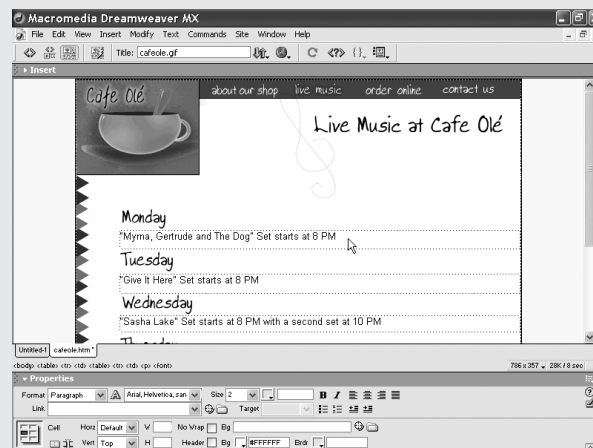 Macromedia Dreamweaver MX
File Edit View Insert Modify Text Commands Site Window Help
Title: cafeole.gif
Insert
Cafe Olé
about our shop live music order online contact us
Live Music at Cafe Olé
Monday
"Myrna, Gertrude and The Dog" Set starts at 8 PM
Tuesday
"Give It Here" Set starts at 8 PM
Wednesday
"Sasha Lake" Set starts at 8 PM with a second set at 10 PM
Untitled-1 cafeole.htm*
<body> <table> <tr> <td> <table> <tr> <td> <p> <font> 786 x 357 28K / 8 sec
Properties
Format Paragraph Arial, Helvetica, san Size 2 B I
Link Target
Cell Horz Default W No Wrap Bg
Vert Top H Header Bg #FFFFFF Brdr